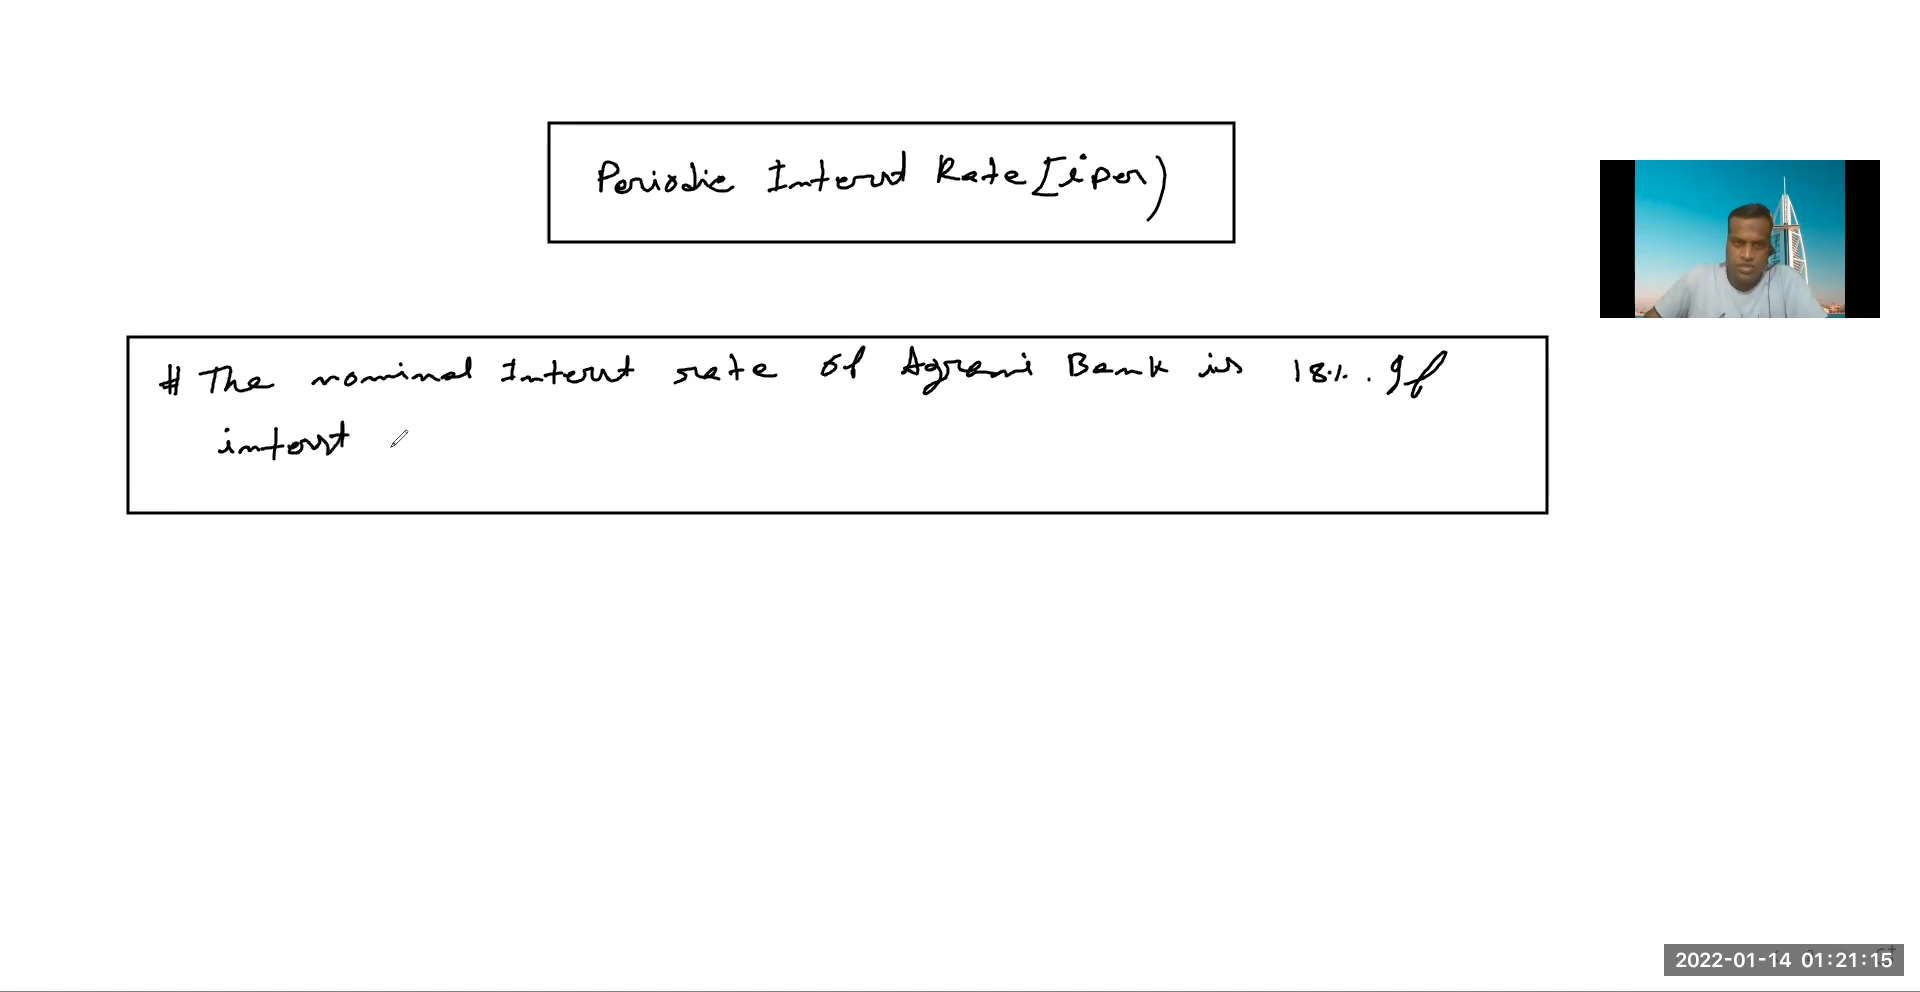 Periodic Interest Rate [iper)
# The nominal Interest rate of Agrani Bank is 18%. If
interst
2022-01-14 01:21:15